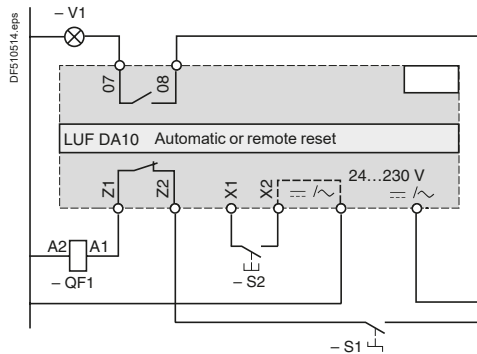 DF510514.eps
– V1
07
08
LUF DA10 Automatic or remote reset
Z1
Z2
X1
X2
24...230 V
⎓ /~
⎓ /~
A2
A1
– QF1
– S2
– S1